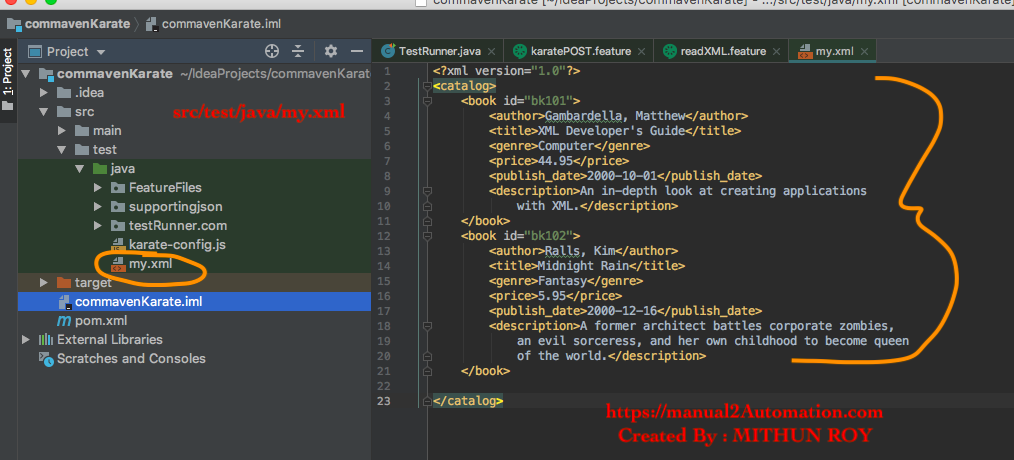 commavenKarate [~/IdeaProjects/commavenKarate] - .../src/test/java/my.xml [commavenKarate]
commavenKarate commavenKarate.iml
1: Project
Project
TestRunner.java karatePOST.feature readXML.feature my.xml
commavenKarate ~/IdeaProjects/commavenKarat
.idea
src
main
test
java
FeatureFiles
supportingjson
testRunner.com
karate-config.js
my.xml
target
commavenKarate.iml
pom.xml
External Libraries
Scratches and Consoles
src/test/java/my.xml
1 <?xml version="1.0"?>
2 <catalog>
3 <book id="bk101">
4 <author>Gambardella, Matthew</author>
5 <title>XML Developer's Guide</title>
6 <genre>Computer</genre>
7 <price>44.95</price>
8 <publish_date>2000-10-01</publish_date>
9 <description>An in-depth look at creating applications
10 with XML.</description>
11 </book>
12 <book id="bk102">
13 <author>Ralls, Kim</author>
14 <title>Midnight Rain</title>
15 <genre>Fantasy</genre>
16 <price>5.95</price>
17 <publish_date>2000-12-16</publish_date>
18 <description>A former architect battles corporate zombies,
19 an evil sorceress, and her own childhood to become queen
20 of the world.</description>
21 </book>
22
23 </catalog>
https://manual2Automation.com
Created By : MITHUN ROY